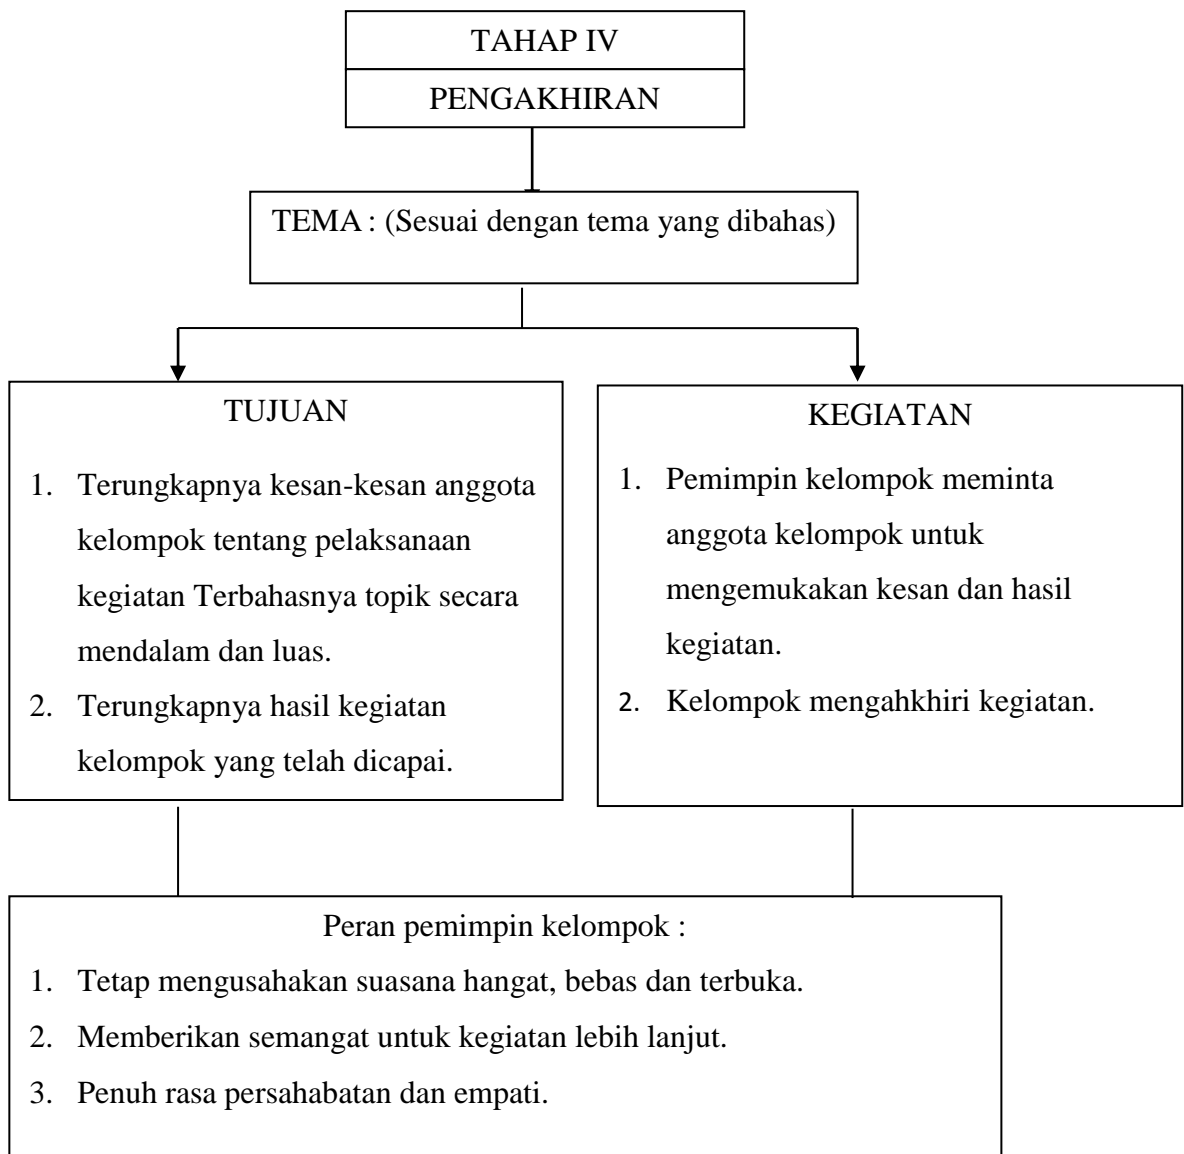 TAHAP IV
PENGAKHIRAN
TEMA : (Sesuai dengan tema yang dibahas)
TUJUAN
1. Terungkapnya kesan-kesan anggota
kelompok tentang pelaksanaan
kegiatan Terbahasnya topik secara
mendalam dan luas.
2. Terungkapnya hasil kegiatan
kelompok yang telah dicapai.
KEGIATAN
1. Pemimpin kelompok meminta
anggota kelompok untuk
mengemukakan kesan dan hasil
kegiatan.
2. Kelompok mengahkhiri kegiatan.
Peran pemimpin kelompok :
1. Tetap mengusahakan suasana hangat, bebas dan terbuka.
2. Memberikan semangat untuk kegiatan lebih lanjut.
3. Penuh rasa persahabatan dan empati.